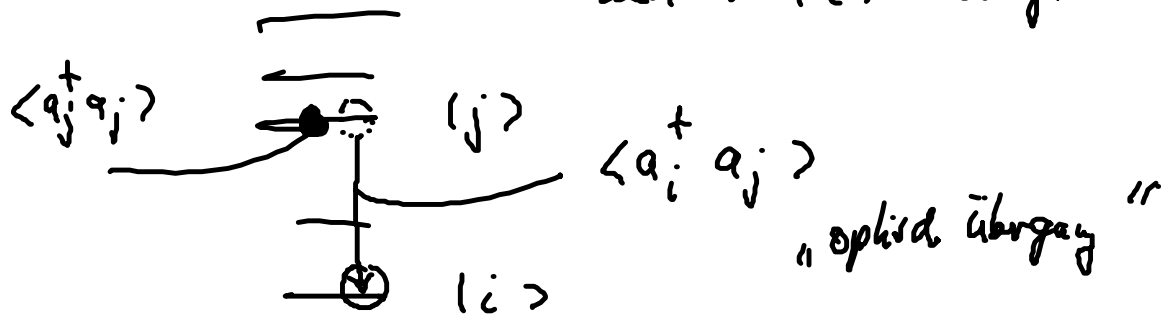 <a_j^† a_j>
|j>
<a_i^† a_j>
„ optisch. Übergang "
|i>